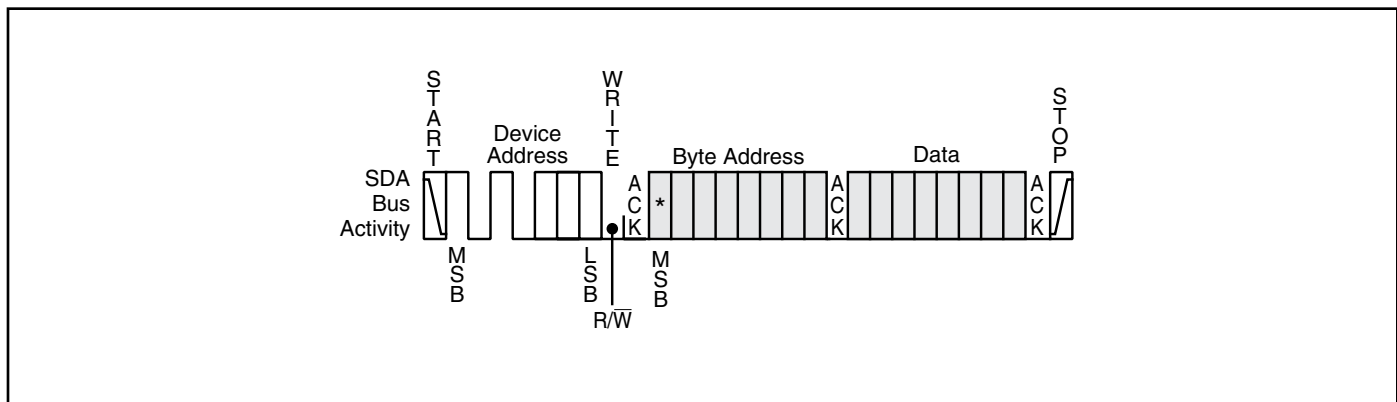 START
WRITE
STOP
Device
Address
Byte Address
Data
SDA
Bus
Activity
ACK
*
ACK
ACK
MSB
LSB
MSB
R/W̅